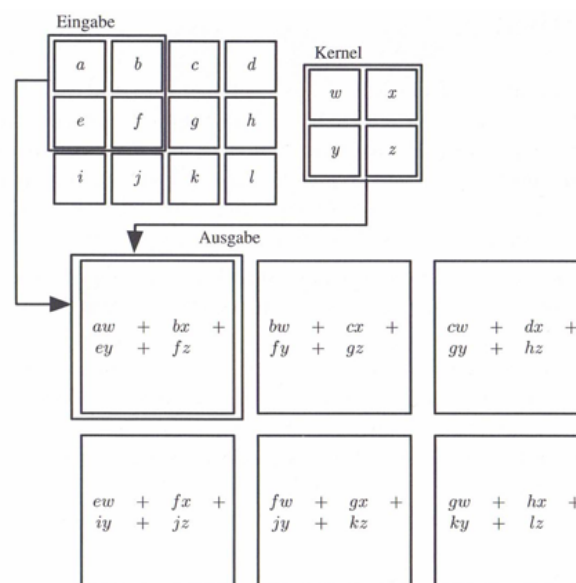 Eingabe
a b c d
e f g h
i j k l
Kernel
w x
y z
Ausgabe
aw + bx +
ey + fz
bw + cx +
fy + gz
cw + dx +
gy + hz
ew + fx +
iy + jz
fw + gx +
jy + kz
gw + hx +
ky + lz